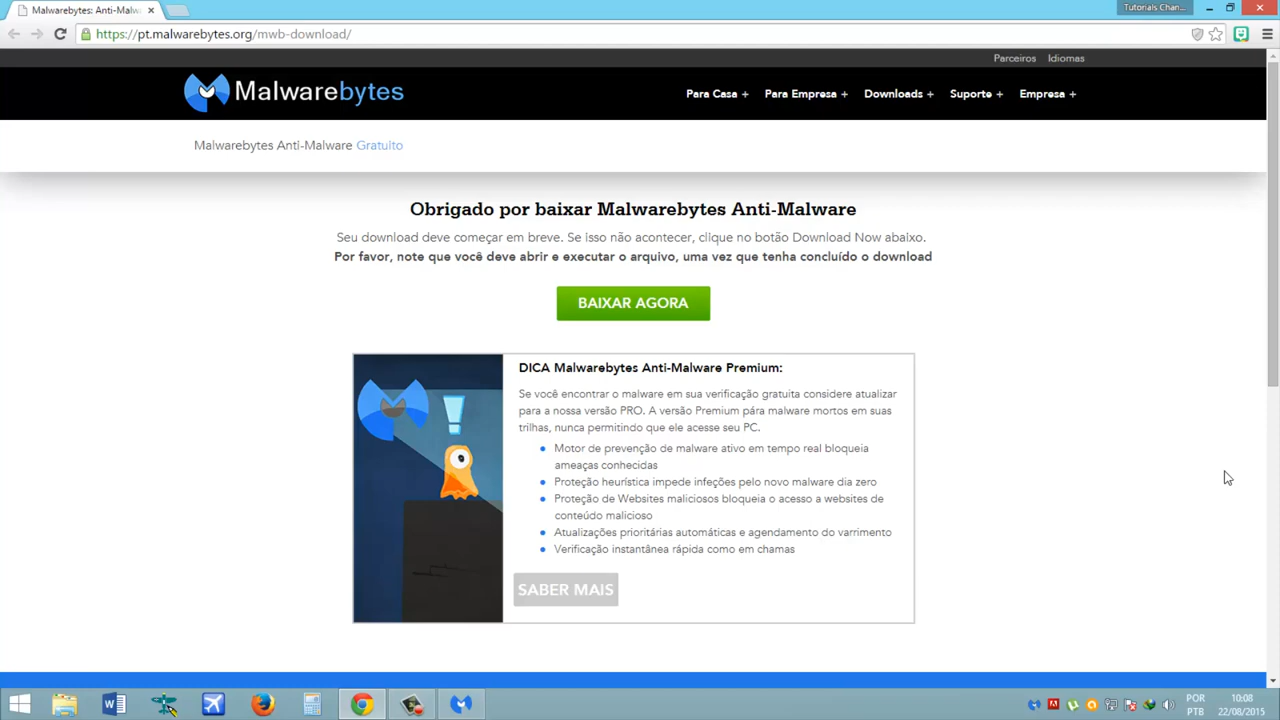 Malwarebytes: Anti-Malw
Tutorials Chan...
https://pt.malwarebytes.org/mwb-download/
Parceiros Idiomas
Malwarebytes
Para Casa + Para Empresa + Downloads + Suporte + Empresa +
Malwarebytes Anti-Malware Gratuito
Obrigado por baixar Malwarebytes Anti-Malware
Seu download deve começar em breve. Se isso não acontecer, clique no botão Download Now abaixo.
Por favor, note que você deve abrir e executar o arquivo, uma vez que tenha concluído o download
BAIXAR AGORA
DICA Malwarebytes Anti-Malware Premium:
Se você encontrar o malware em sua verificação gratuita considere atualizar
para a nossa versão PRO. A versão Premium pára malware mortos em suas
trilhas, nunca permitindo que ele acesse seu PC.
Motor de prevenção de malware ativo em tempo real bloqueia
ameaças conhecidas
Proteção heurística impede infeções pelo novo malware dia zero
Proteção de Websites maliciosos bloqueia o acesso a websites de
conteúdo malicioso
Atualizações prioritárias automáticas e agendamento do varrimento
Verificação instantânea rápida como em chamas
SABER MAIS
POR
PTB
10:08
22/08/2015